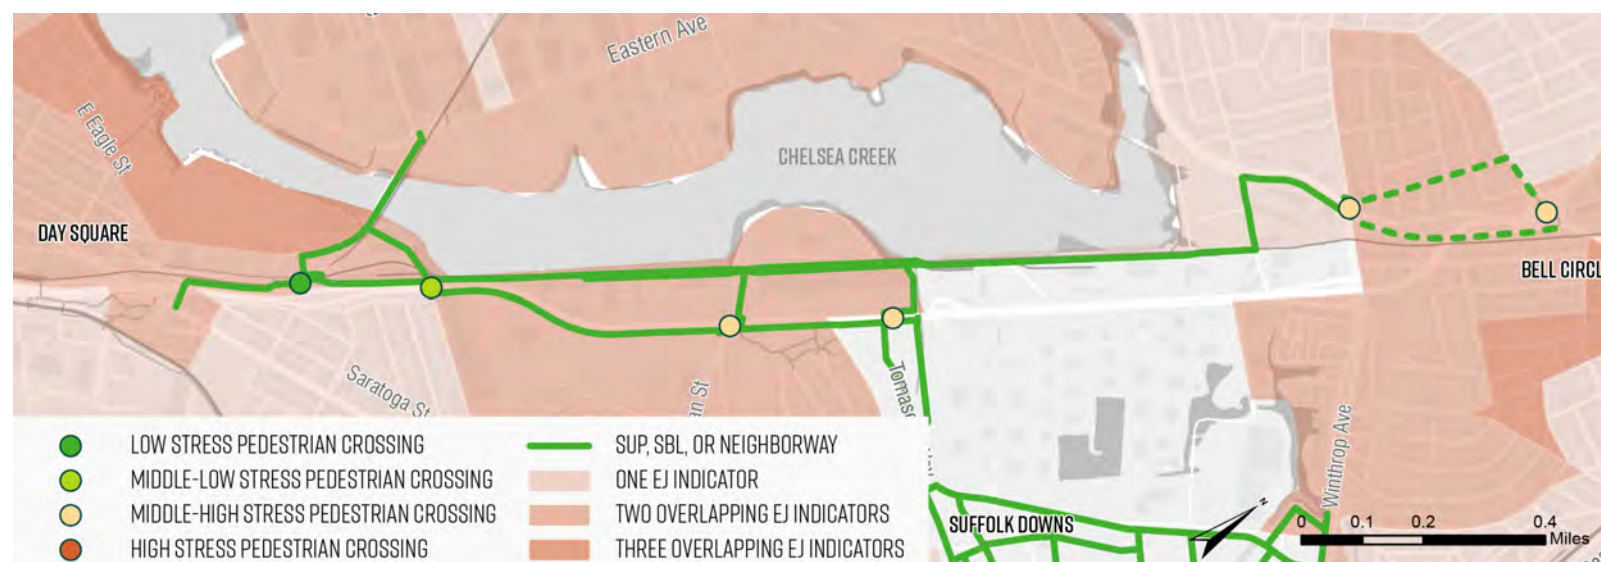 Eastern Ave
E Eagle St
CHELSEA CREEK
DAY SQUARE
BELL CIRCL
Saratoga St
an St
Tomas
Winthrop Ave
SUFFOLK DOWNS
N
0 0.1 0.2 0.4
Miles
LOW STRESS PEDESTRIAN CROSSING
MIDDLE-LOW STRESS PEDESTRIAN CROSSING
MIDDLE-HIGH STRESS PEDESTRIAN CROSSING
HIGH STRESS PEDESTRIAN CROSSING
SUP, SBL, OR NEIGHBORWAY
ONE EJ INDICATOR
TWO OVERLAPPING EJ INDICATORS
THREE OVERLAPPING EJ INDICATORS